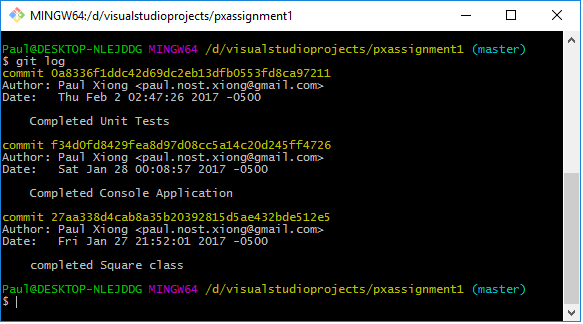 MINGW64:/d/visualstudioprojects/pxassignment1
Paul@DESKTOP-NLEJDDG MINGW64 /d/visualstudioprojects/pxassignment1 (master)
$ git log
commit 0a8336f1ddc42d69dc2eb13dfb0553fd8ca97211
Author: Paul Xiong <paul.nost.xiong@gmail.com>
Date:   Thu Feb 2 02:47:26 2017 -0500
    Completed Unit Tests
commit f34d0fd8429fea8d97d08cc5a14c20d245ff4726
Author: Paul Xiong <paul.nost.xiong@gmail.com>
Date:   Sat Jan 28 00:08:57 2017 -0500
    Completed Console Application
commit 27aa338d4cab8a35b20392815d5ae432bde512e5
Author: Paul Xiong <paul.nost.xiong@gmail.com>
Date:   Fri Jan 27 21:52:01 2017 -0500
    completed Square class
Paul@DESKTOP-NLEJDDG MINGW64 /d/visualstudioprojects/pxassignment1 (master)
$